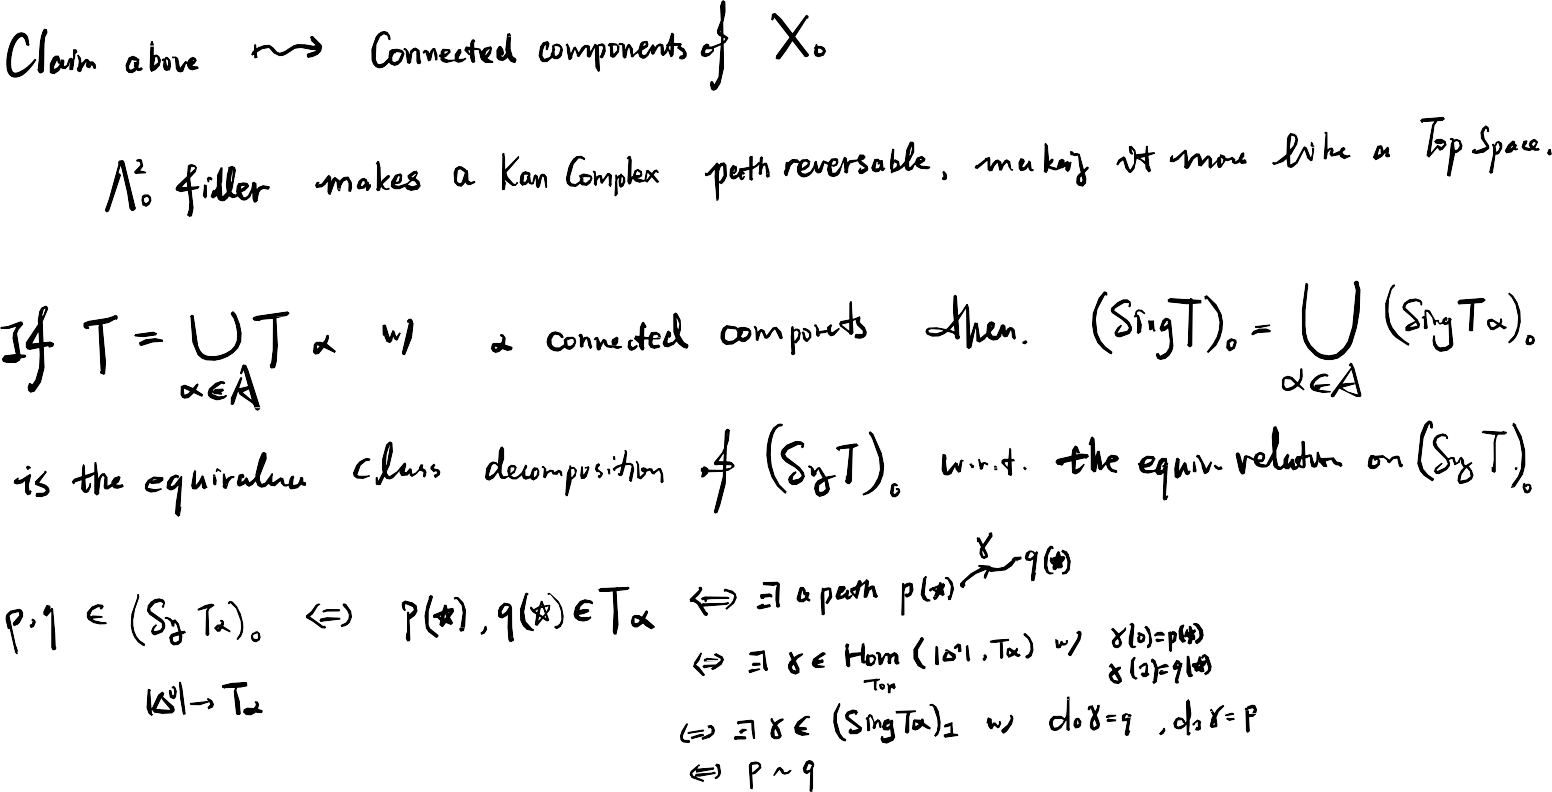 Claim above ⇝ Connected components of X₀
Λ²₀ filler makes a Kan Complex path reversable, making it more like a Top Space.
If T = ⋃_{α∈A} T_α w/ α connected componets then. (Sing T)₀ = ⋃_{α∈A} (Sing T_α)₀
is the equivalence class decomposition of (Sing T)₀ w.r.t. the equiv. relation on (Sing T)₀.
p, q ∈ (Sing T_α)₀ ⇔ p(*), q(*) ∈ T_α ⇔ ∃ a path p(*) →^γ q(*)
⇔ ∃ γ ∈ Hom_Top (|Δ¹|, T_α) w/ γ(0)=p(*) γ(1)=q(*)
|Δ⁰| → T_α
⇔ ∃ γ ∈ (Sing T_α)₁ w/ d₀γ = q, d₁γ = p
⇔ p ~ q